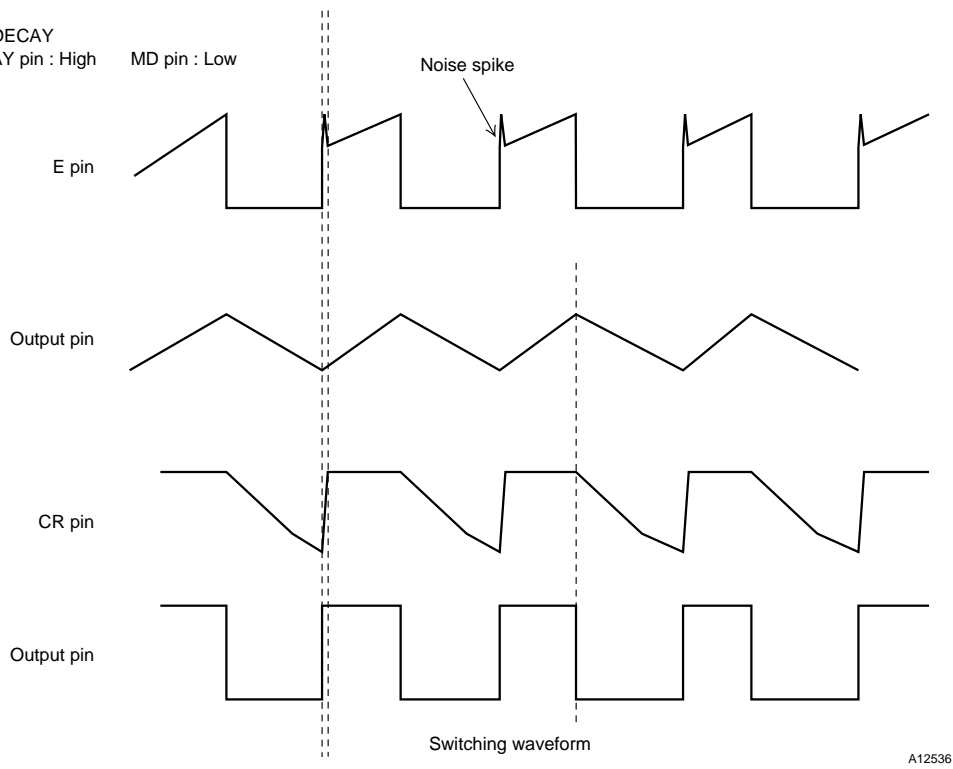 DECAY
AY pin : High MD pin : Low
Noise spike
E pin
Output pin
CR pin
Output pin
Switching waveform
A12536